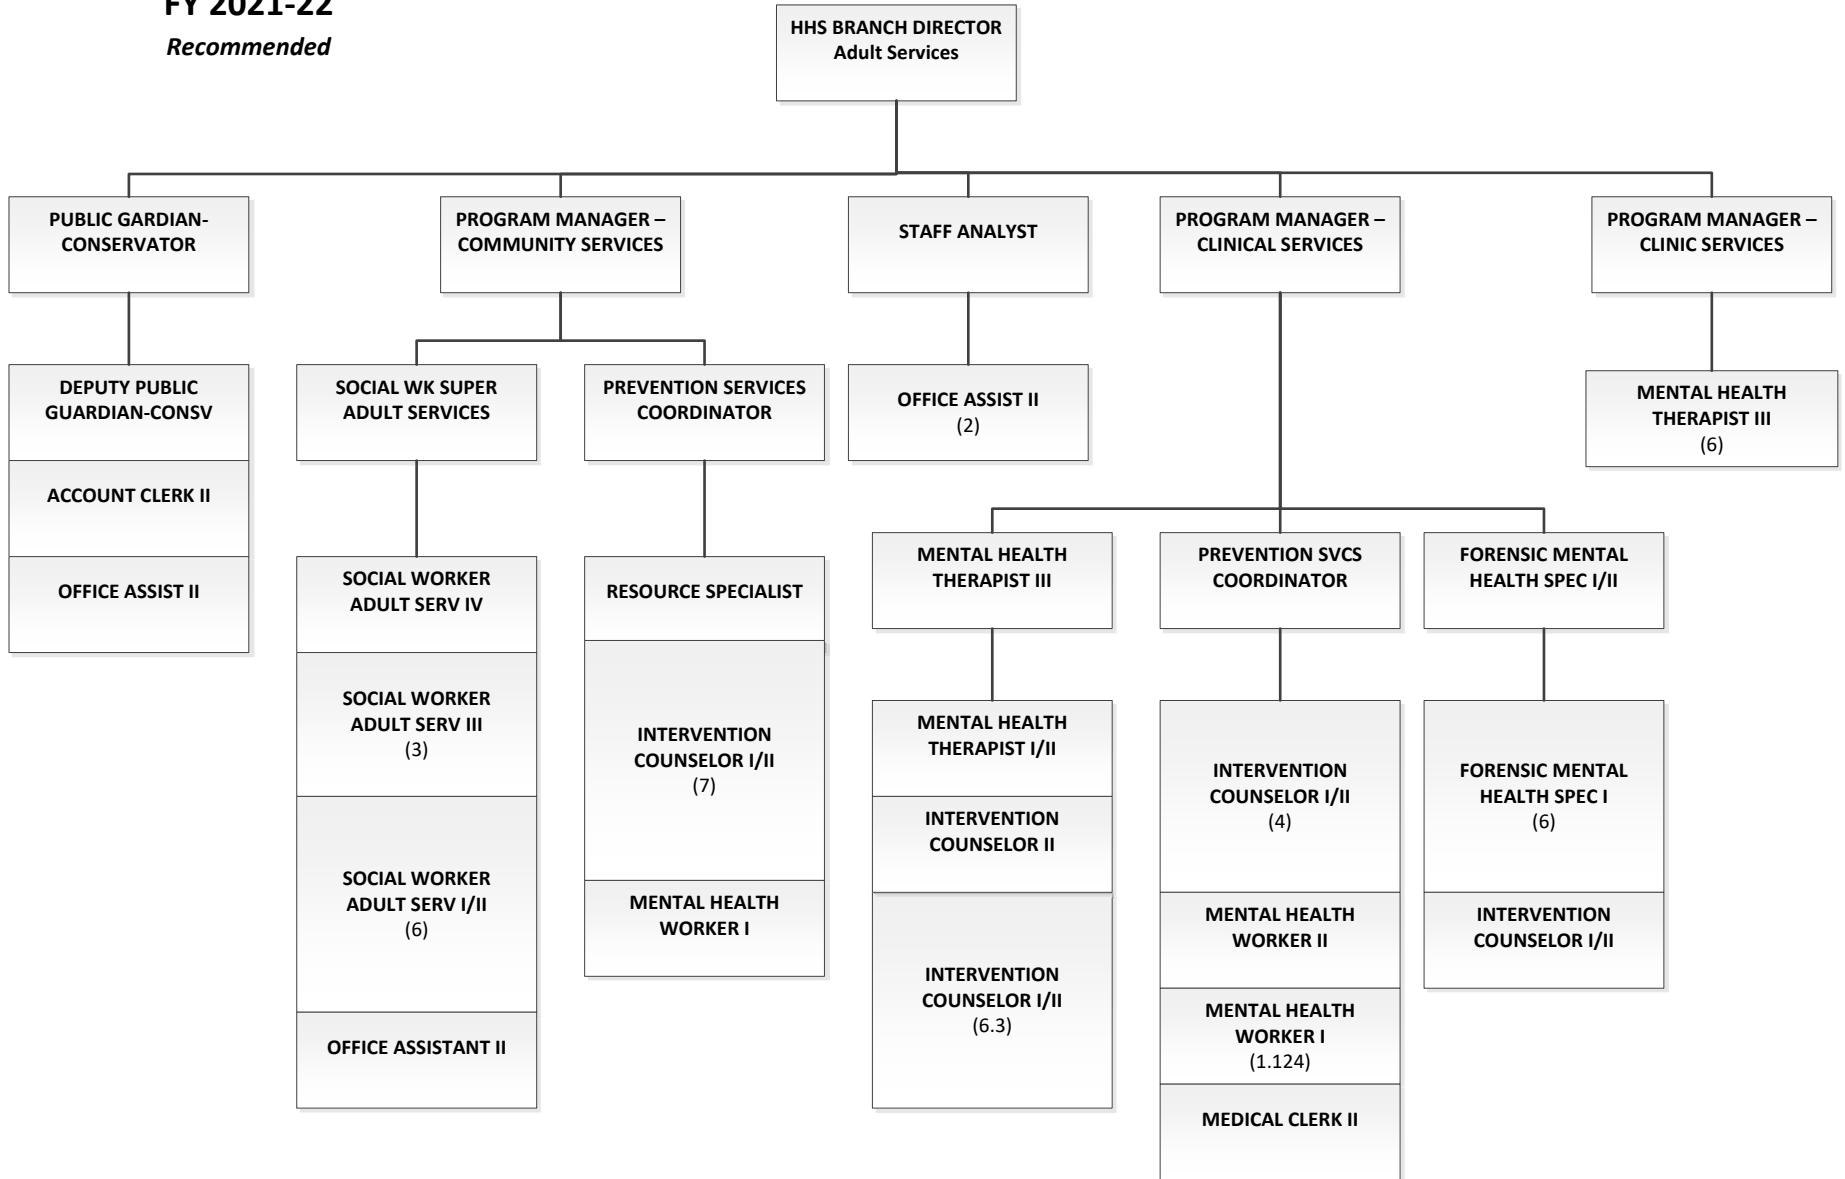 FY 2021-22
Recommended
HHS BRANCH DIRECTOR
Adult Services
PUBLIC GARDIAN-
CONSERVATOR
PROGRAM MANAGER –
COMMUNITY SERVICES
STAFF ANALYST
PROGRAM MANAGER –
CLINICAL SERVICES
PROGRAM MANAGER –
CLINIC SERVICES
DEPUTY PUBLIC
GUARDIAN-CONSV
ACCOUNT CLERK II
OFFICE ASSIST II
SOCIAL WK SUPER
ADULT SERVICES
PREVENTION SERVICES
COORDINATOR
OFFICE ASSIST II
(2)
MENTAL HEALTH
THERAPIST III
(6)
SOCIAL WORKER
ADULT SERV IV
SOCIAL WORKER
ADULT SERV III
(3)
SOCIAL WORKER
ADULT SERV I/II
(6)
OFFICE ASSISTANT II
RESOURCE SPECIALIST
INTERVENTION
COUNSELOR I/II
(7)
MENTAL HEALTH
WORKER I
MENTAL HEALTH
THERAPIST III
PREVENTION SVCS
COORDINATOR
FORENSIC MENTAL
HEALTH SPEC I/II
MENTAL HEALTH
THERAPIST I/II
INTERVENTION
COUNSELOR II
INTERVENTION
COUNSELOR I/II
(6.3)
INTERVENTION
COUNSELOR I/II
(4)
MENTAL HEALTH
WORKER II
MENTAL HEALTH
WORKER I
(1.124)
MEDICAL CLERK II
FORENSIC MENTAL
HEALTH SPEC I
(6)
INTERVENTION
COUNSELOR I/II